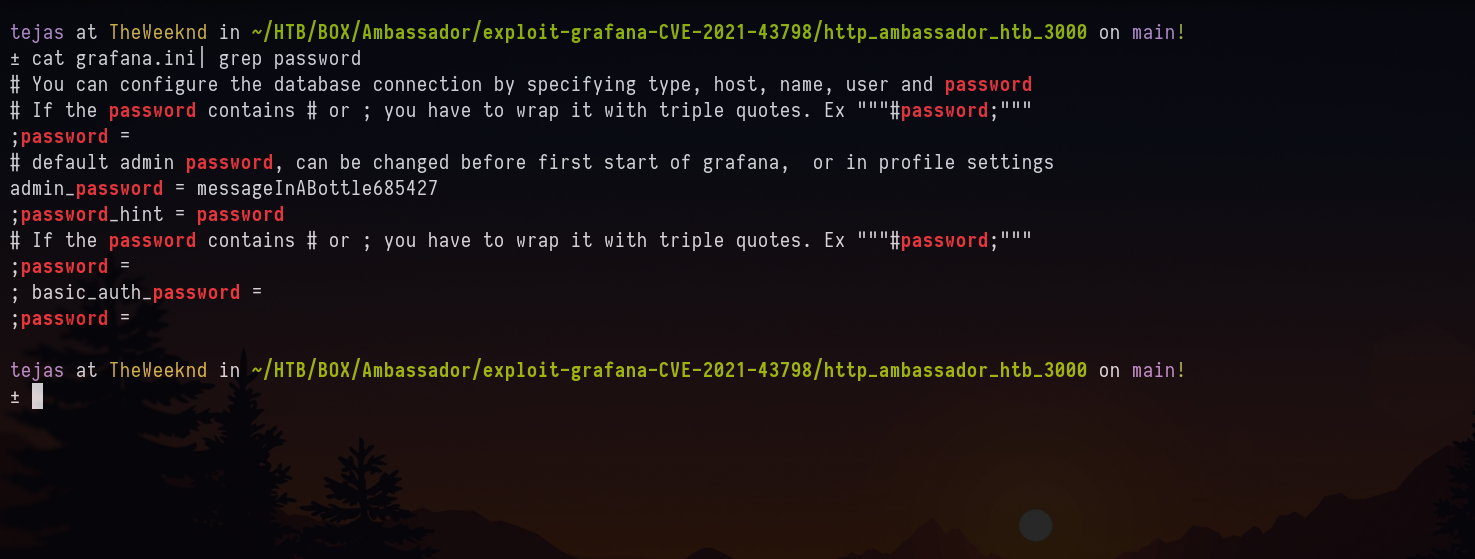 tejas at TheWeeknd in ~/HTB/BOX/Ambassador/exploit-grafana-CVE-2021-43798/http_ambassador_htb_3000 on main!
± cat grafana.ini| grep password
# You can configure the database connection by specifying type, host, name, user and password
# If the password contains # or ; you have to wrap it with triple quotes. Ex """#password;"""
;password =
# default admin password, can be changed before first start of grafana,  or in profile settings
admin_password = messageInABottle685427
;password_hint = password
# If the password contains # or ; you have to wrap it with triple quotes. Ex """#password;"""
;password =
; basic_auth_password =
;password =
tejas at TheWeeknd in ~/HTB/BOX/Ambassador/exploit-grafana-CVE-2021-43798/http_ambassador_htb_3000 on main!
±